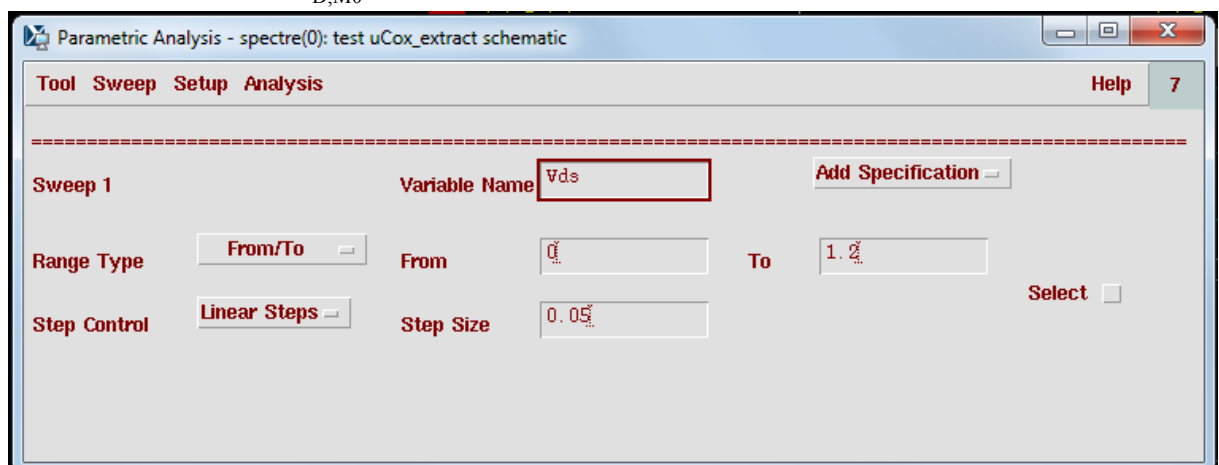 D,M0
Parametric Analysis - spectre(0): test uCox_extract schematic
Tool Sweep Setup Analysis Help 7
Sweep 1 Variable Name Vds Add Specification
Range Type From/To From 0 To 1.2
Select
Step Control Linear Steps Step Size 0.05